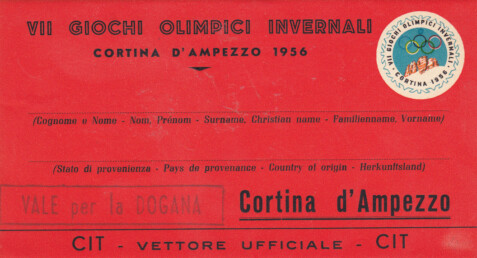 VII GIOCHI OLIMPICI INVERNALI
CORTINA D'AMPEZZO 1956
VII GIOCHI OLIMPICI INVERNALI
CORTINA 1956
(Cognome e Nome - Nom, Prénom - Surname, Christian name - Familienname, Vorname)
(Stato di provenienza - Pays de provenance - Country of origin - Herkunftsland)
VALE per la DOGANA
Cortina d'Ampezzo
CIT - VETTORE UFFICIALE - CIT